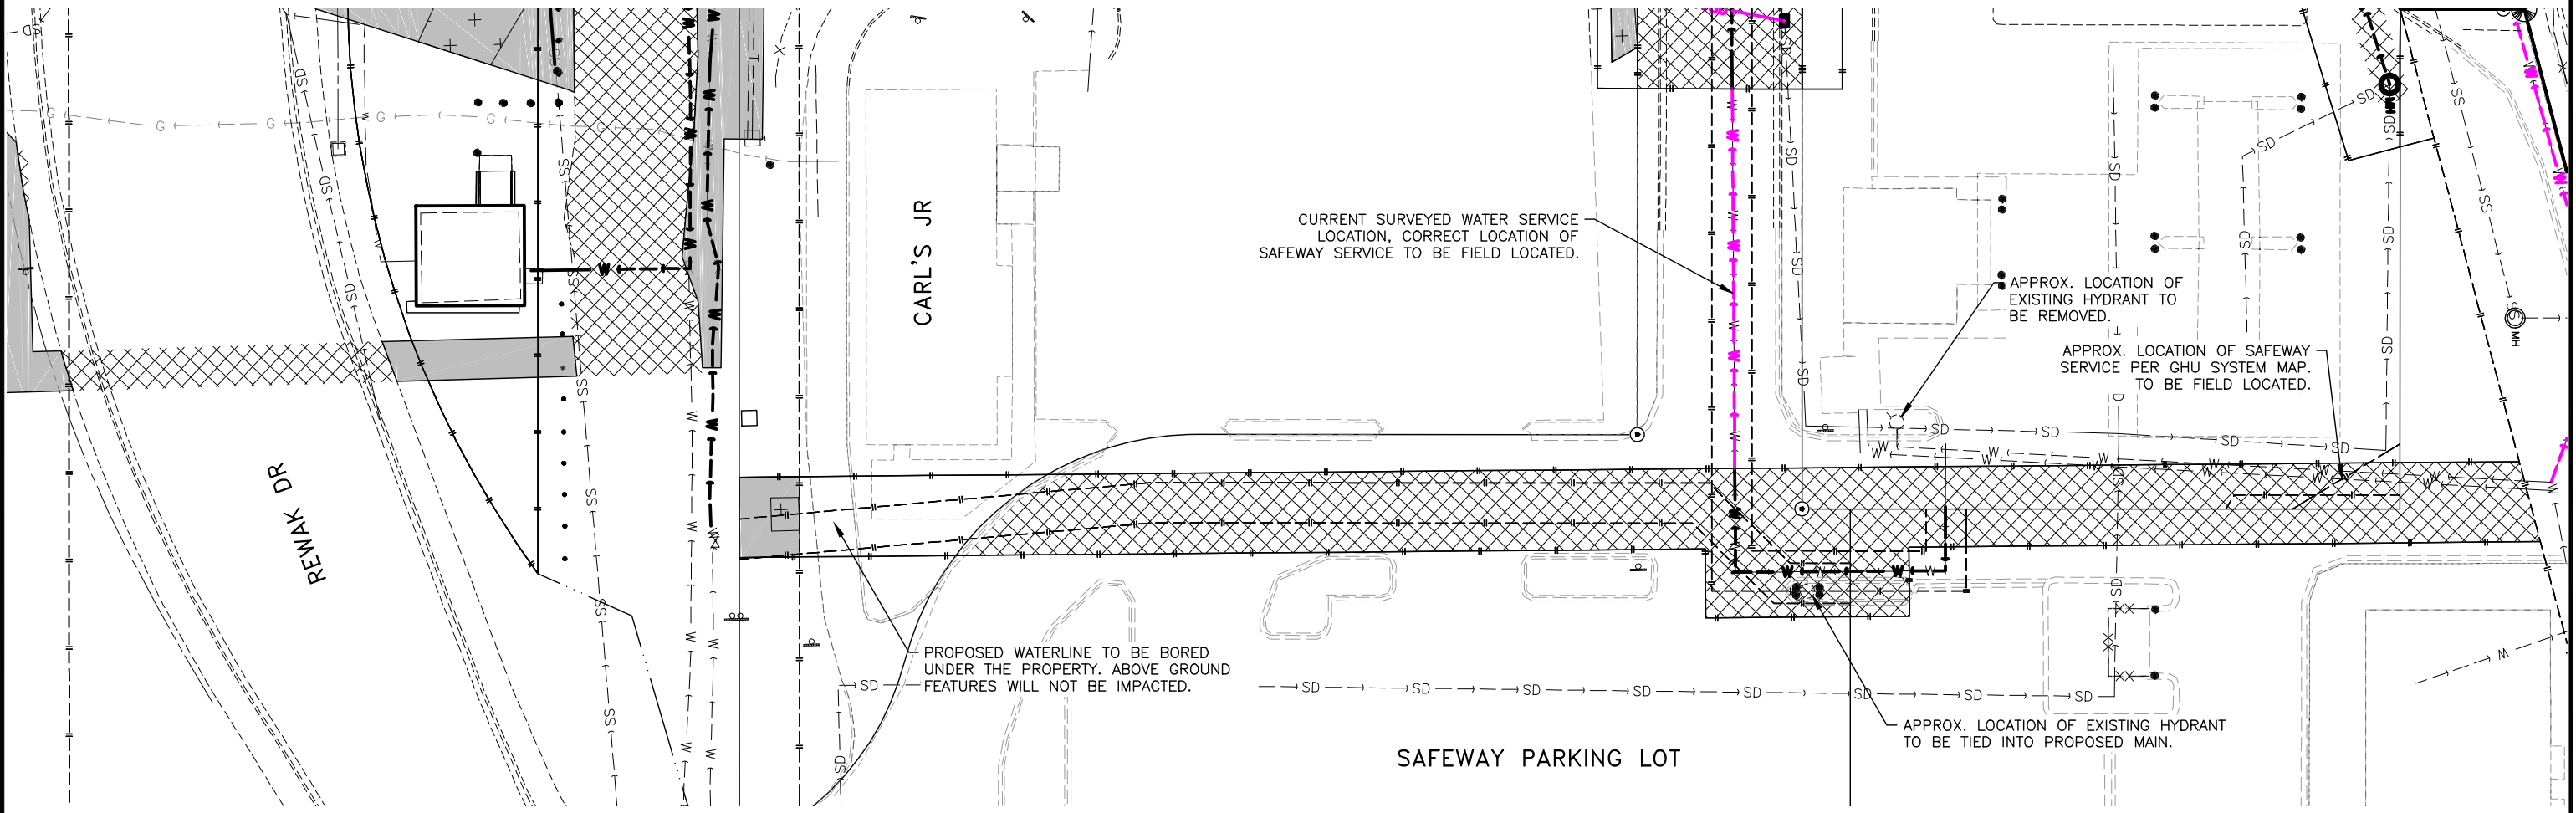 CARL'S JR
REWAK DR
CURRENT SURVEYED WATER SERVICE
LOCATION, CORRECT LOCATION OF
SAFEWAY SERVICE TO BE FIELD LOCATED.
APPROX. LOCATION OF
EXISTING HYDRANT TO
BE REMOVED.
APPROX. LOCATION OF SAFEWAY
SERVICE PER GHU SYSTEM MAP.
TO BE FIELD LOCATED.
PROPOSED WATERLINE TO BE BORED
UNDER THE PROPERTY. ABOVE GROUND
FEATURES WILL NOT BE IMPACTED.
APPROX. LOCATION OF EXISTING HYDRANT
TO BE TIED INTO PROPOSED MAIN.
SAFEWAY PARKING LOT
MH
MH